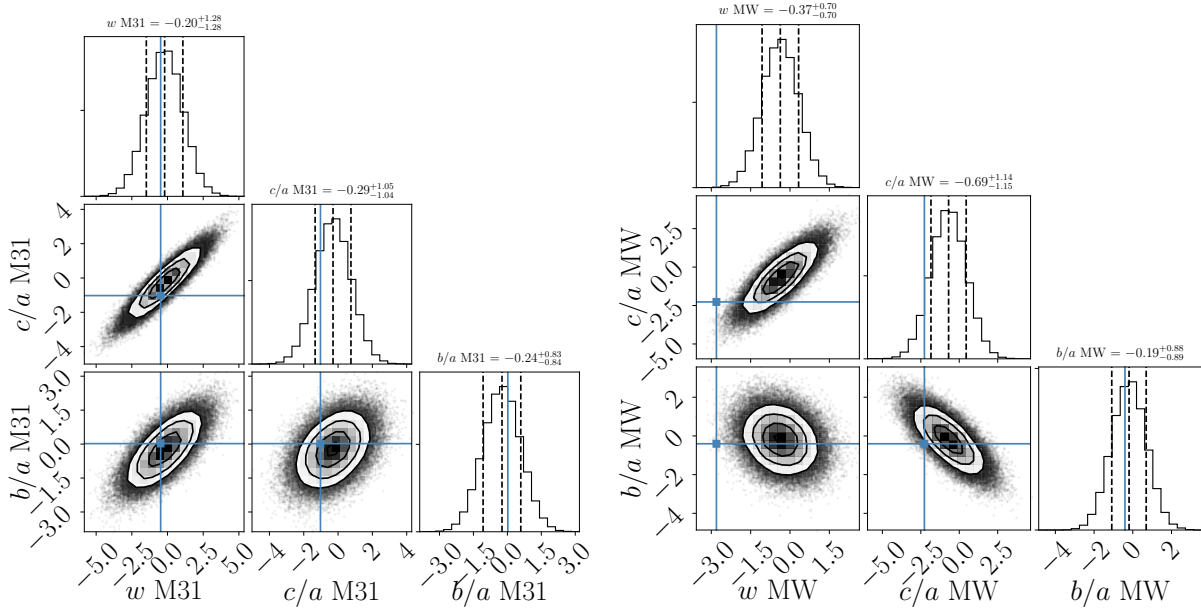 w M31 = −0.20+1.28−1.28
c/a M31 = −0.29+1.05−1.04
b/a M31 = −0.24+0.83−0.84
c/a M31
4
2
0
−2
−4
b/a M31
3.0
1.5
0.0
−1.5
−3.0
−5.0
−2.5
0.0
2.5
5.0
w M31
−4
−2
0
2
4
c/a M31
−3.0
−1.5
0.0
1.5
3.0
b/a M31
w MW = −0.37+0.70−0.70
c/a MW = −0.69+1.14−1.15
b/a MW = −0.19+0.88−0.89
c/a MW
2.5
0.0
−2.5
−5.0
b/a MW
2
0
−2
−4
−3.0
−1.5
0.0
1.5
w MW
−5.0
−2.5
0.0
2.5
c/a MW
−4
−2
0
2
b/a MW